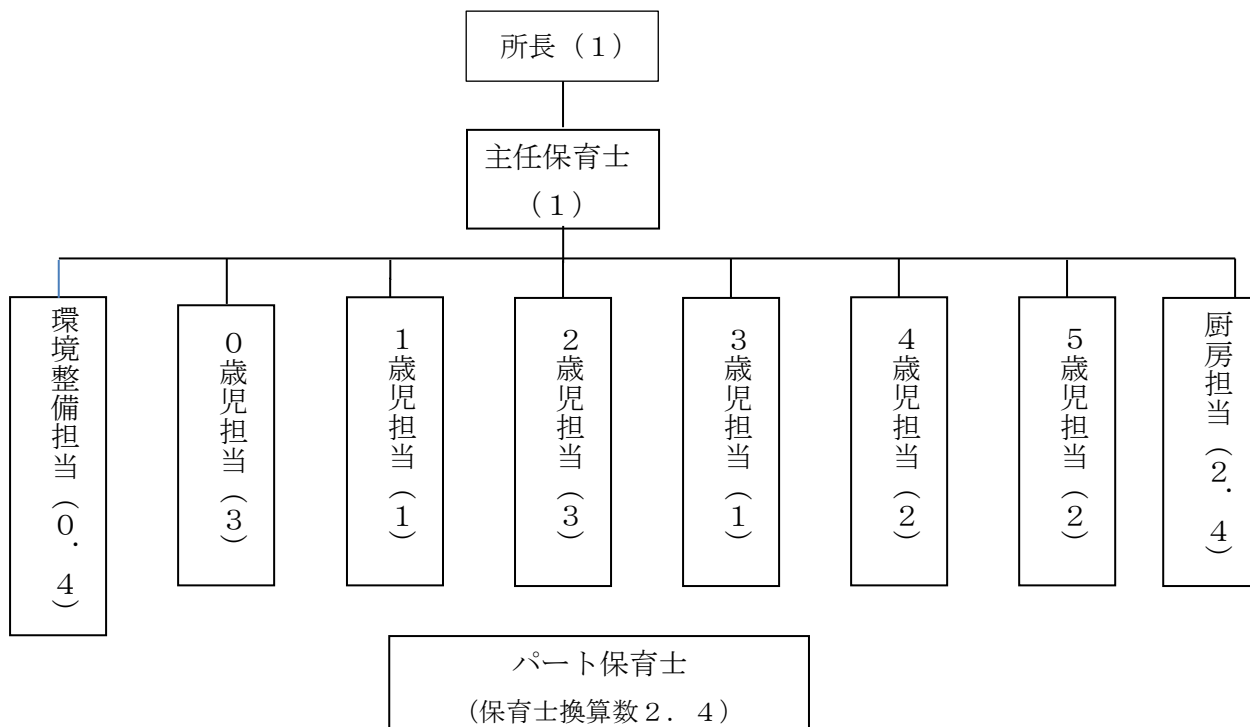 所長（１）
主任保育士
（１）
環境整備担当（０．４）
０歳児担当（３）
１歳児担当（１）
２歳児担当（３）
３歳児担当（１）
４歳児担当（２）
５歳児担当（２）
厨房担当（２．４）
パート保育士
（保育士換算数２．４）